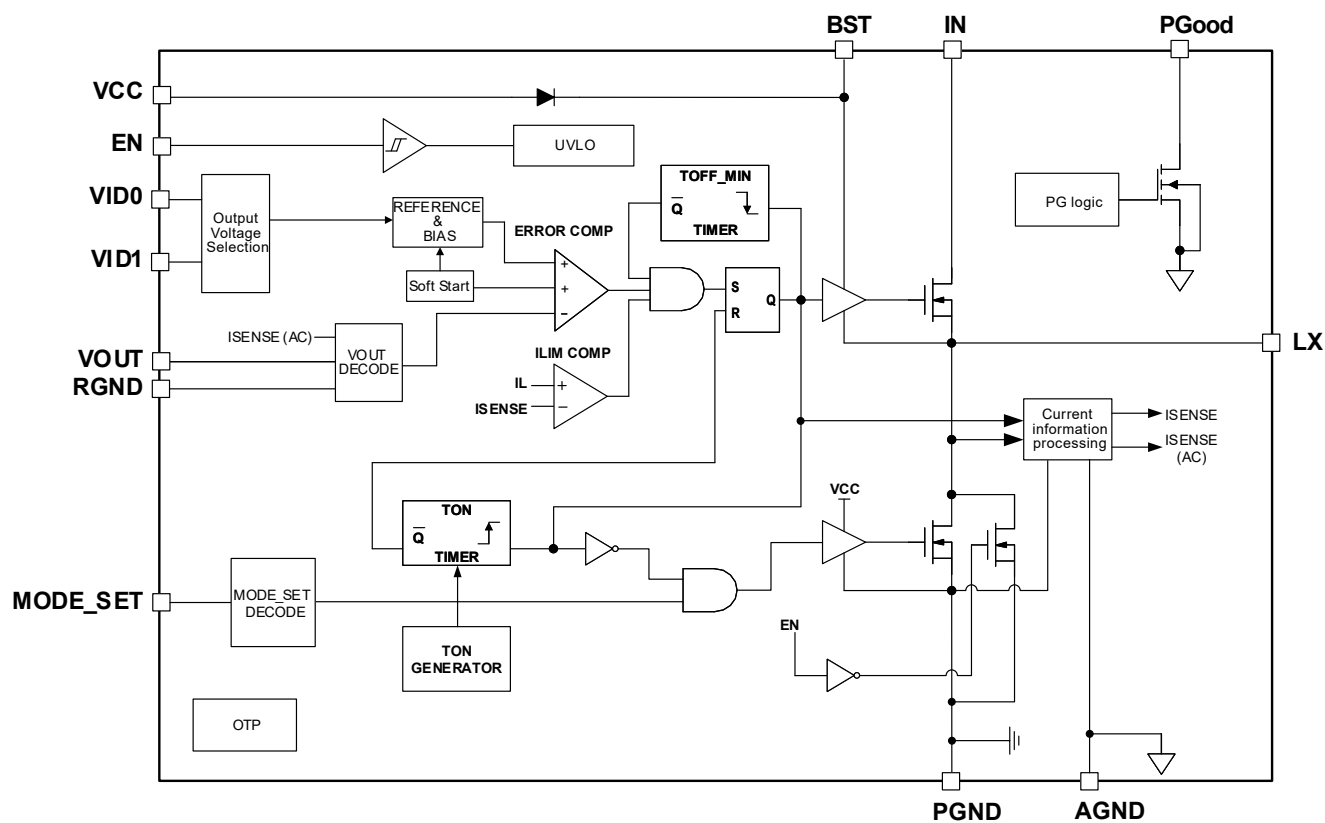 BST
IN
PGood
VCC
EN
UVLO
VID0
VID1
Output
Voltage
Selection
REFERENCE
&
BIAS
Soft Start
ERROR COMP
+
+
−
TOFF_MIN
Q
TIMER
S
R
Q
PG logic
LX
ISENSE (AC)
VOUT
RGND
VOUT
DECODE
ILIM COMP
IL
+
ISENSE
−
Current
information
processing
ISENSE
ISENSE
(AC)
TON
Q
TIMER
VCC
MODE_SET
MODE_SET
DECODE
TON
GENERATOR
EN
OTP
PGND
AGND